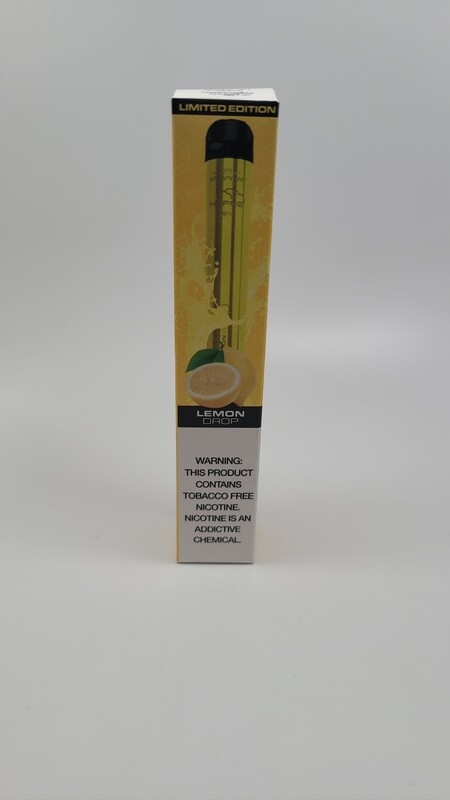 LIMITED EDITION
LEMON
DROP
WARNING:
THIS PRODUCT
CONTAINS
TOBACCO FREE
NICOTINE.
NICOTINE IS AN
ADDICTIVE
CHEMICAL.